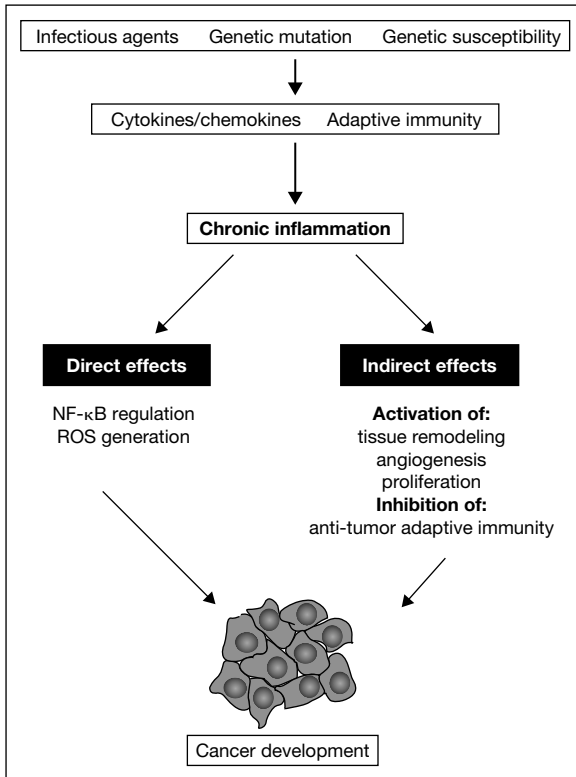 Infectious agents Genetic mutation Genetic susceptibility
Cytokines/chemokines Adaptive immunity
Chronic inflammation
Direct effects
NF-κB regulation
ROS generation
Indirect effects
Activation of:
tissue remodeling
angiogenesis
proliferation
Inhibition of:
anti-tumor adaptive immunity
Cancer development